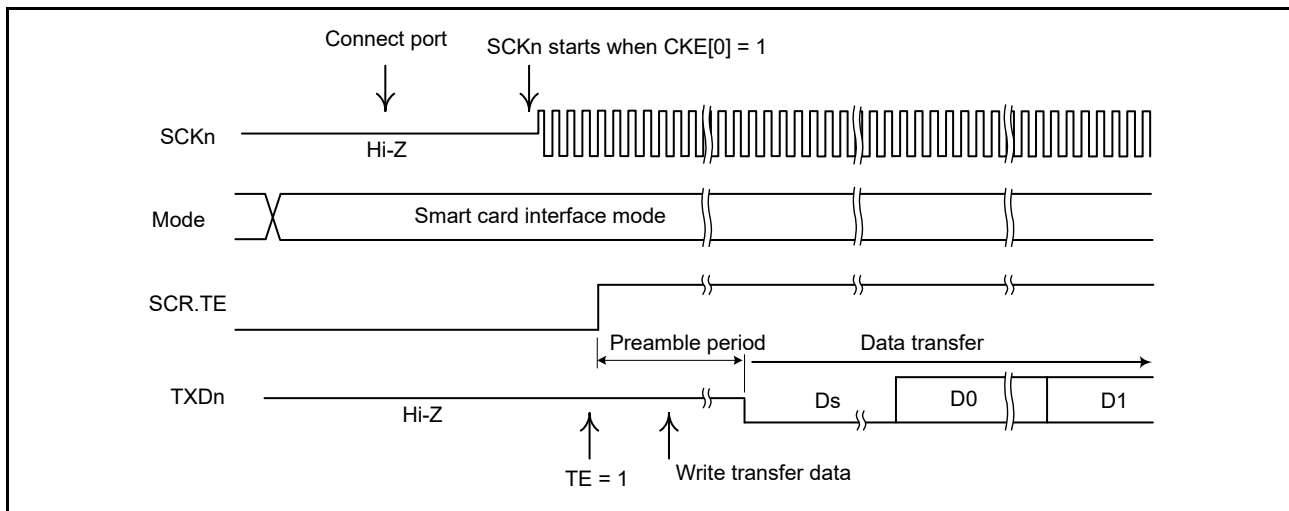 Connect port
SCKn starts when CKE[0] = 1
SCKn
Hi-Z
Mode
Smart card interface mode
SCR.TE
Preamble period
Data transfer
TXDn
Hi-Z
Ds
D0
D1
TE = 1
Write transfer data